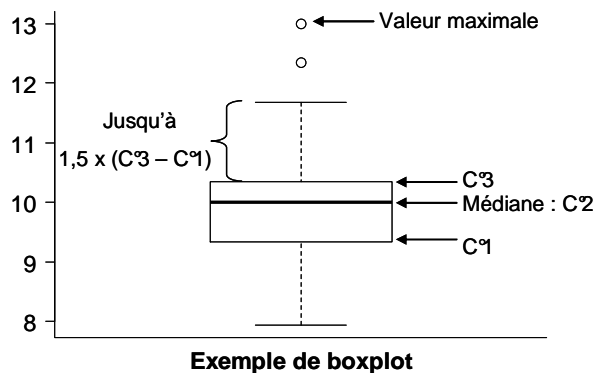 13
Valeur maximale
12
Jusqu'à
11
1,5 x (C°3 – C°1)
C°3
10
Médiane : C°2
C°1
9
8
Exemple de boxplot